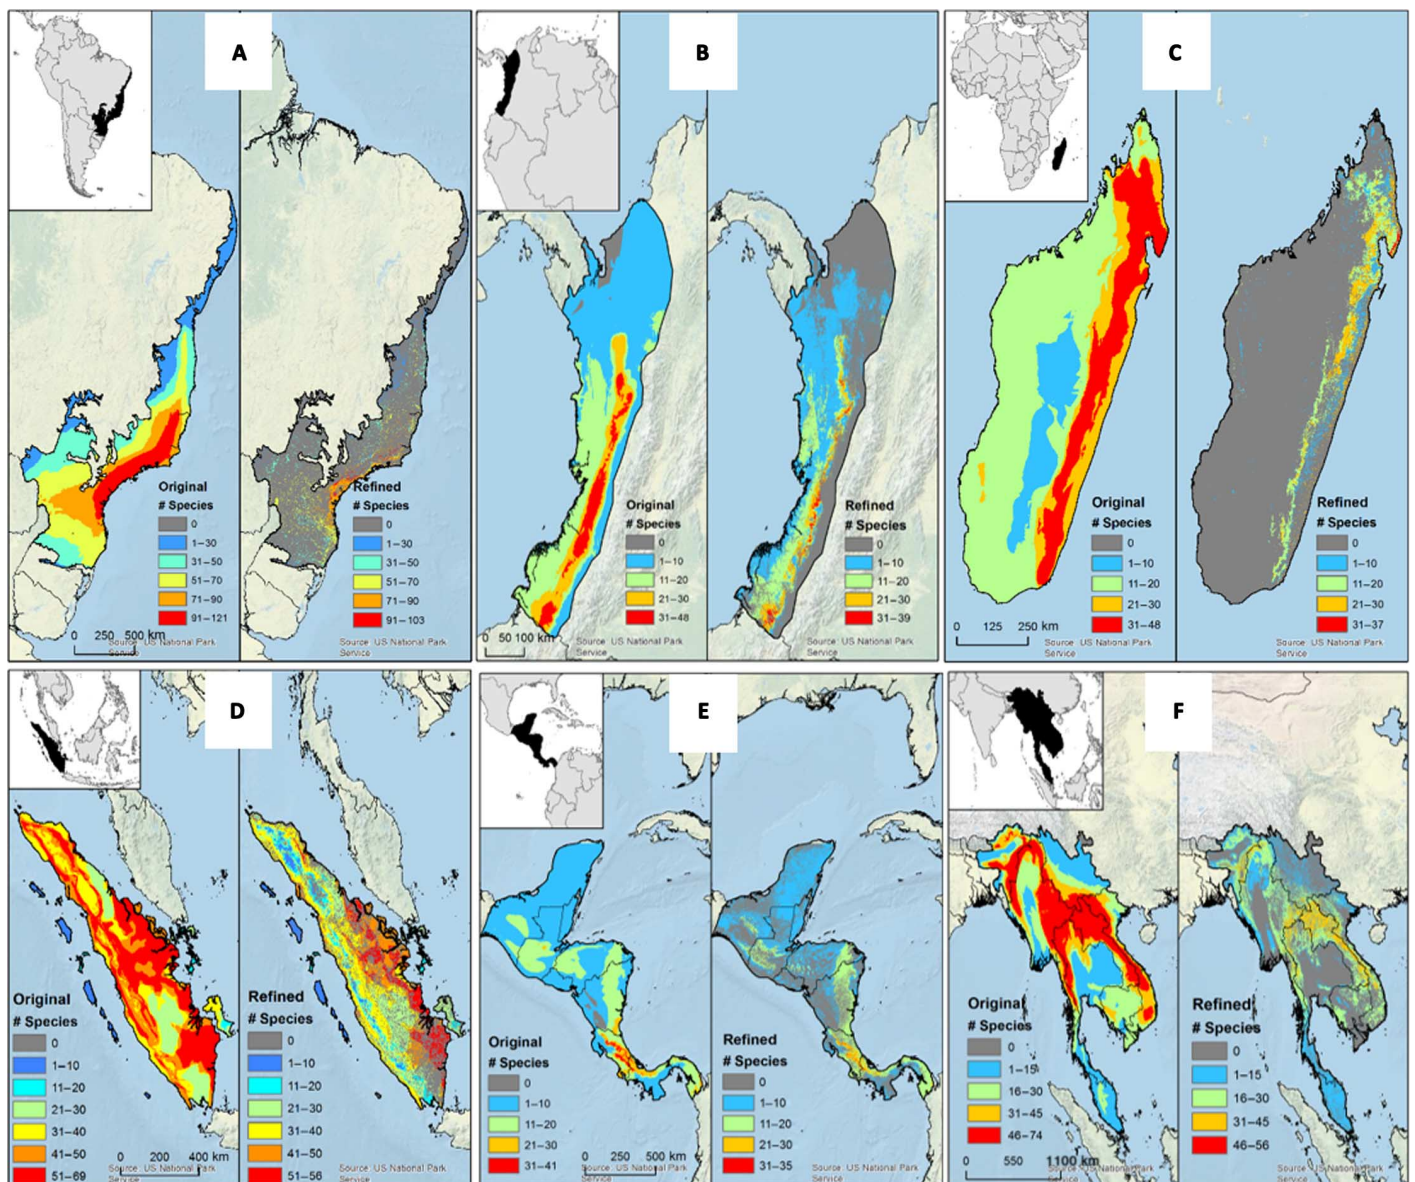 A
Original
# Species
0
1–30
31–50
51–70
71–90
91–121
0 250 500 km
Source: US National Park
Service
Refined
# Species
0
1–30
31–50
51–70
71–90
91–103
Source: US National Park
Service
B
Original
# Species
0
1–10
11–20
21–30
31–48
0 50 100 km
Source: US National Park
Service
Refined
# Species
0
1–10
11–20
21–30
31–39
Source: US National Park
Service
C
Original
# Species
0
1–10
11–20
21–30
31–48
0 125 250 km
Source: US National Park
Service
Refined
# Species
0
1–10
11–20
21–30
31–37
Source: US National Park
Service
D
Original
# Species
0
1–10
11–20
21–30
31–40
41–50
51–69
0 200 400 km
Source: US National Park
Service
Refined
# Species
0
1–10
11–20
21–30
31–40
41–50
51–56
Source: US National Park
Service
E
Original
# Species
0
1–10
11–20
21–30
31–41
0 250 500 km
Source: US National Park
Service
Refined
# Species
0
1–10
11–20
21–30
31–35
Source: US National Park
Service
F
Original
# Species
0
1–15
16–30
31–45
46–74
0 550 1100 km
Source: US National Park
Service
Refined
# Species
0
1–15
16–30
31–45
46–56
Source: US National Park
Service